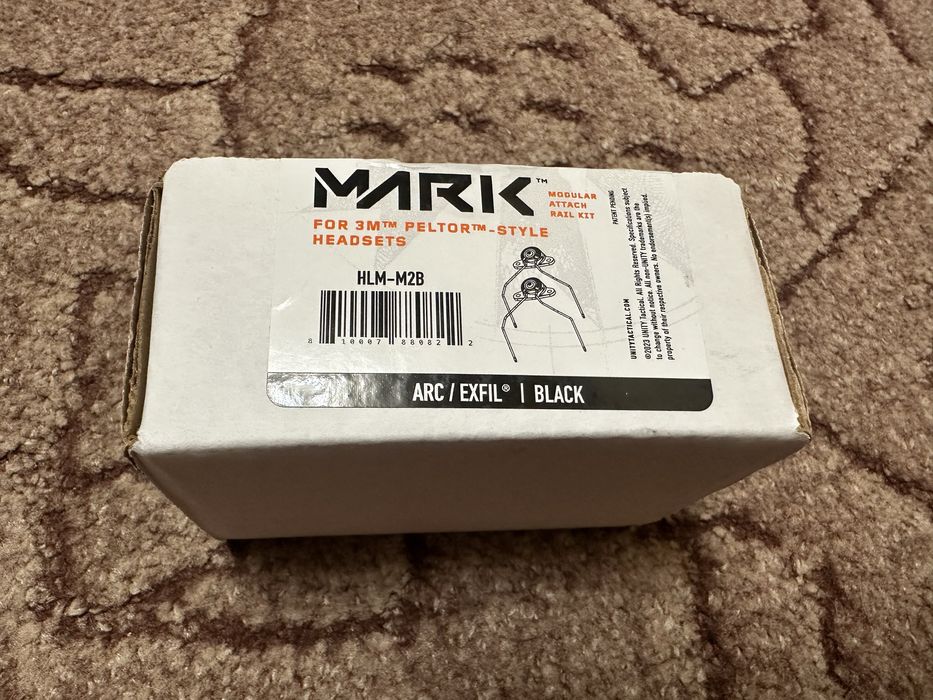 MARK™
MODULAR
ATTACH
RAIL KIT
FOR 3M™ PELTOR™-STYLE
HEADSETS
HLM-M2B
8 10007 88082 2
PATENT PENDING
UNITYTACTICAL.COM
©2023 UNITY Tactical. All Rights Reserved. Specifications subject
to change without notice. All non-UNITY trademarks are the
property of their respective owners. No endorsement(s) implied.
ARC / EXFIL® | BLACK